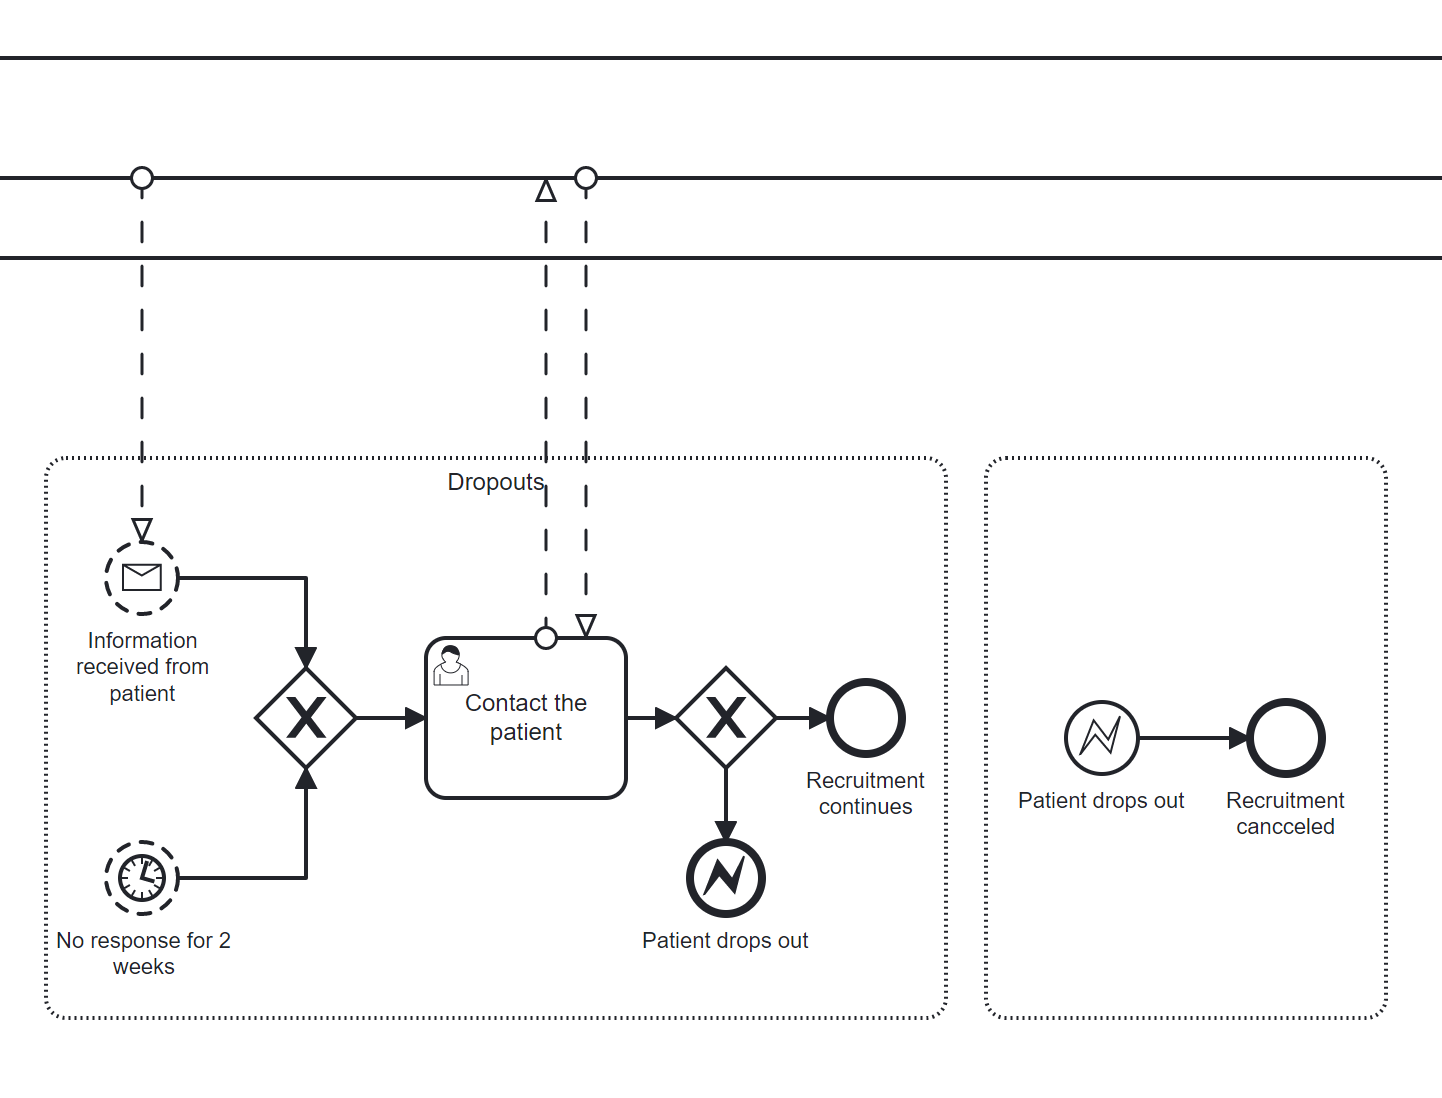 Dropouts
Information
received from
patient
Contact the
patient
Recruitment
continues
No response for 2
weeks
Patient drops out
Patient drops out
Recruitment
cancceled